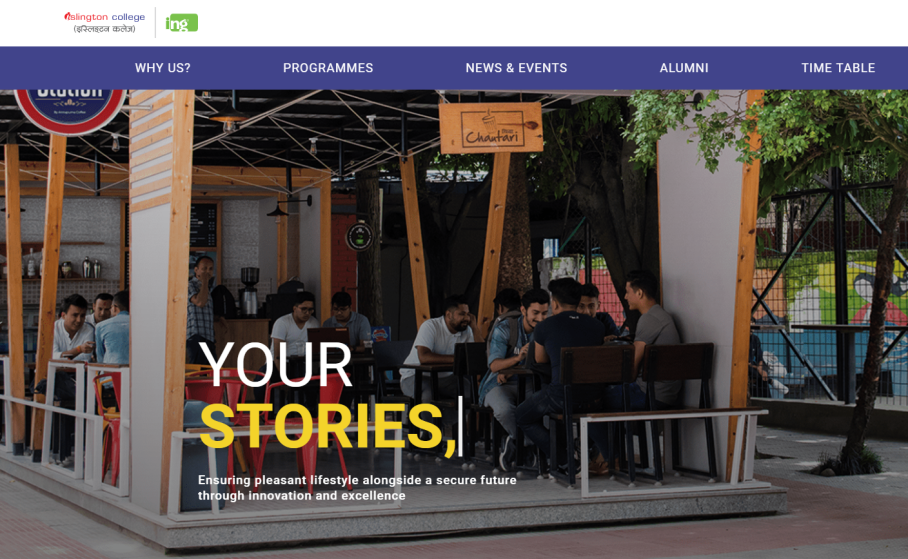 islington college
(इस्लिङ्टन कलेज)
ing
WHY US?
PROGRAMMES
NEWS & EVENTS
ALUMNI
TIME TABLE
Station
Chautari
YOUR
STORIES,
Ensuring pleasant lifestyle alongside a secure future
through innovation and excellence